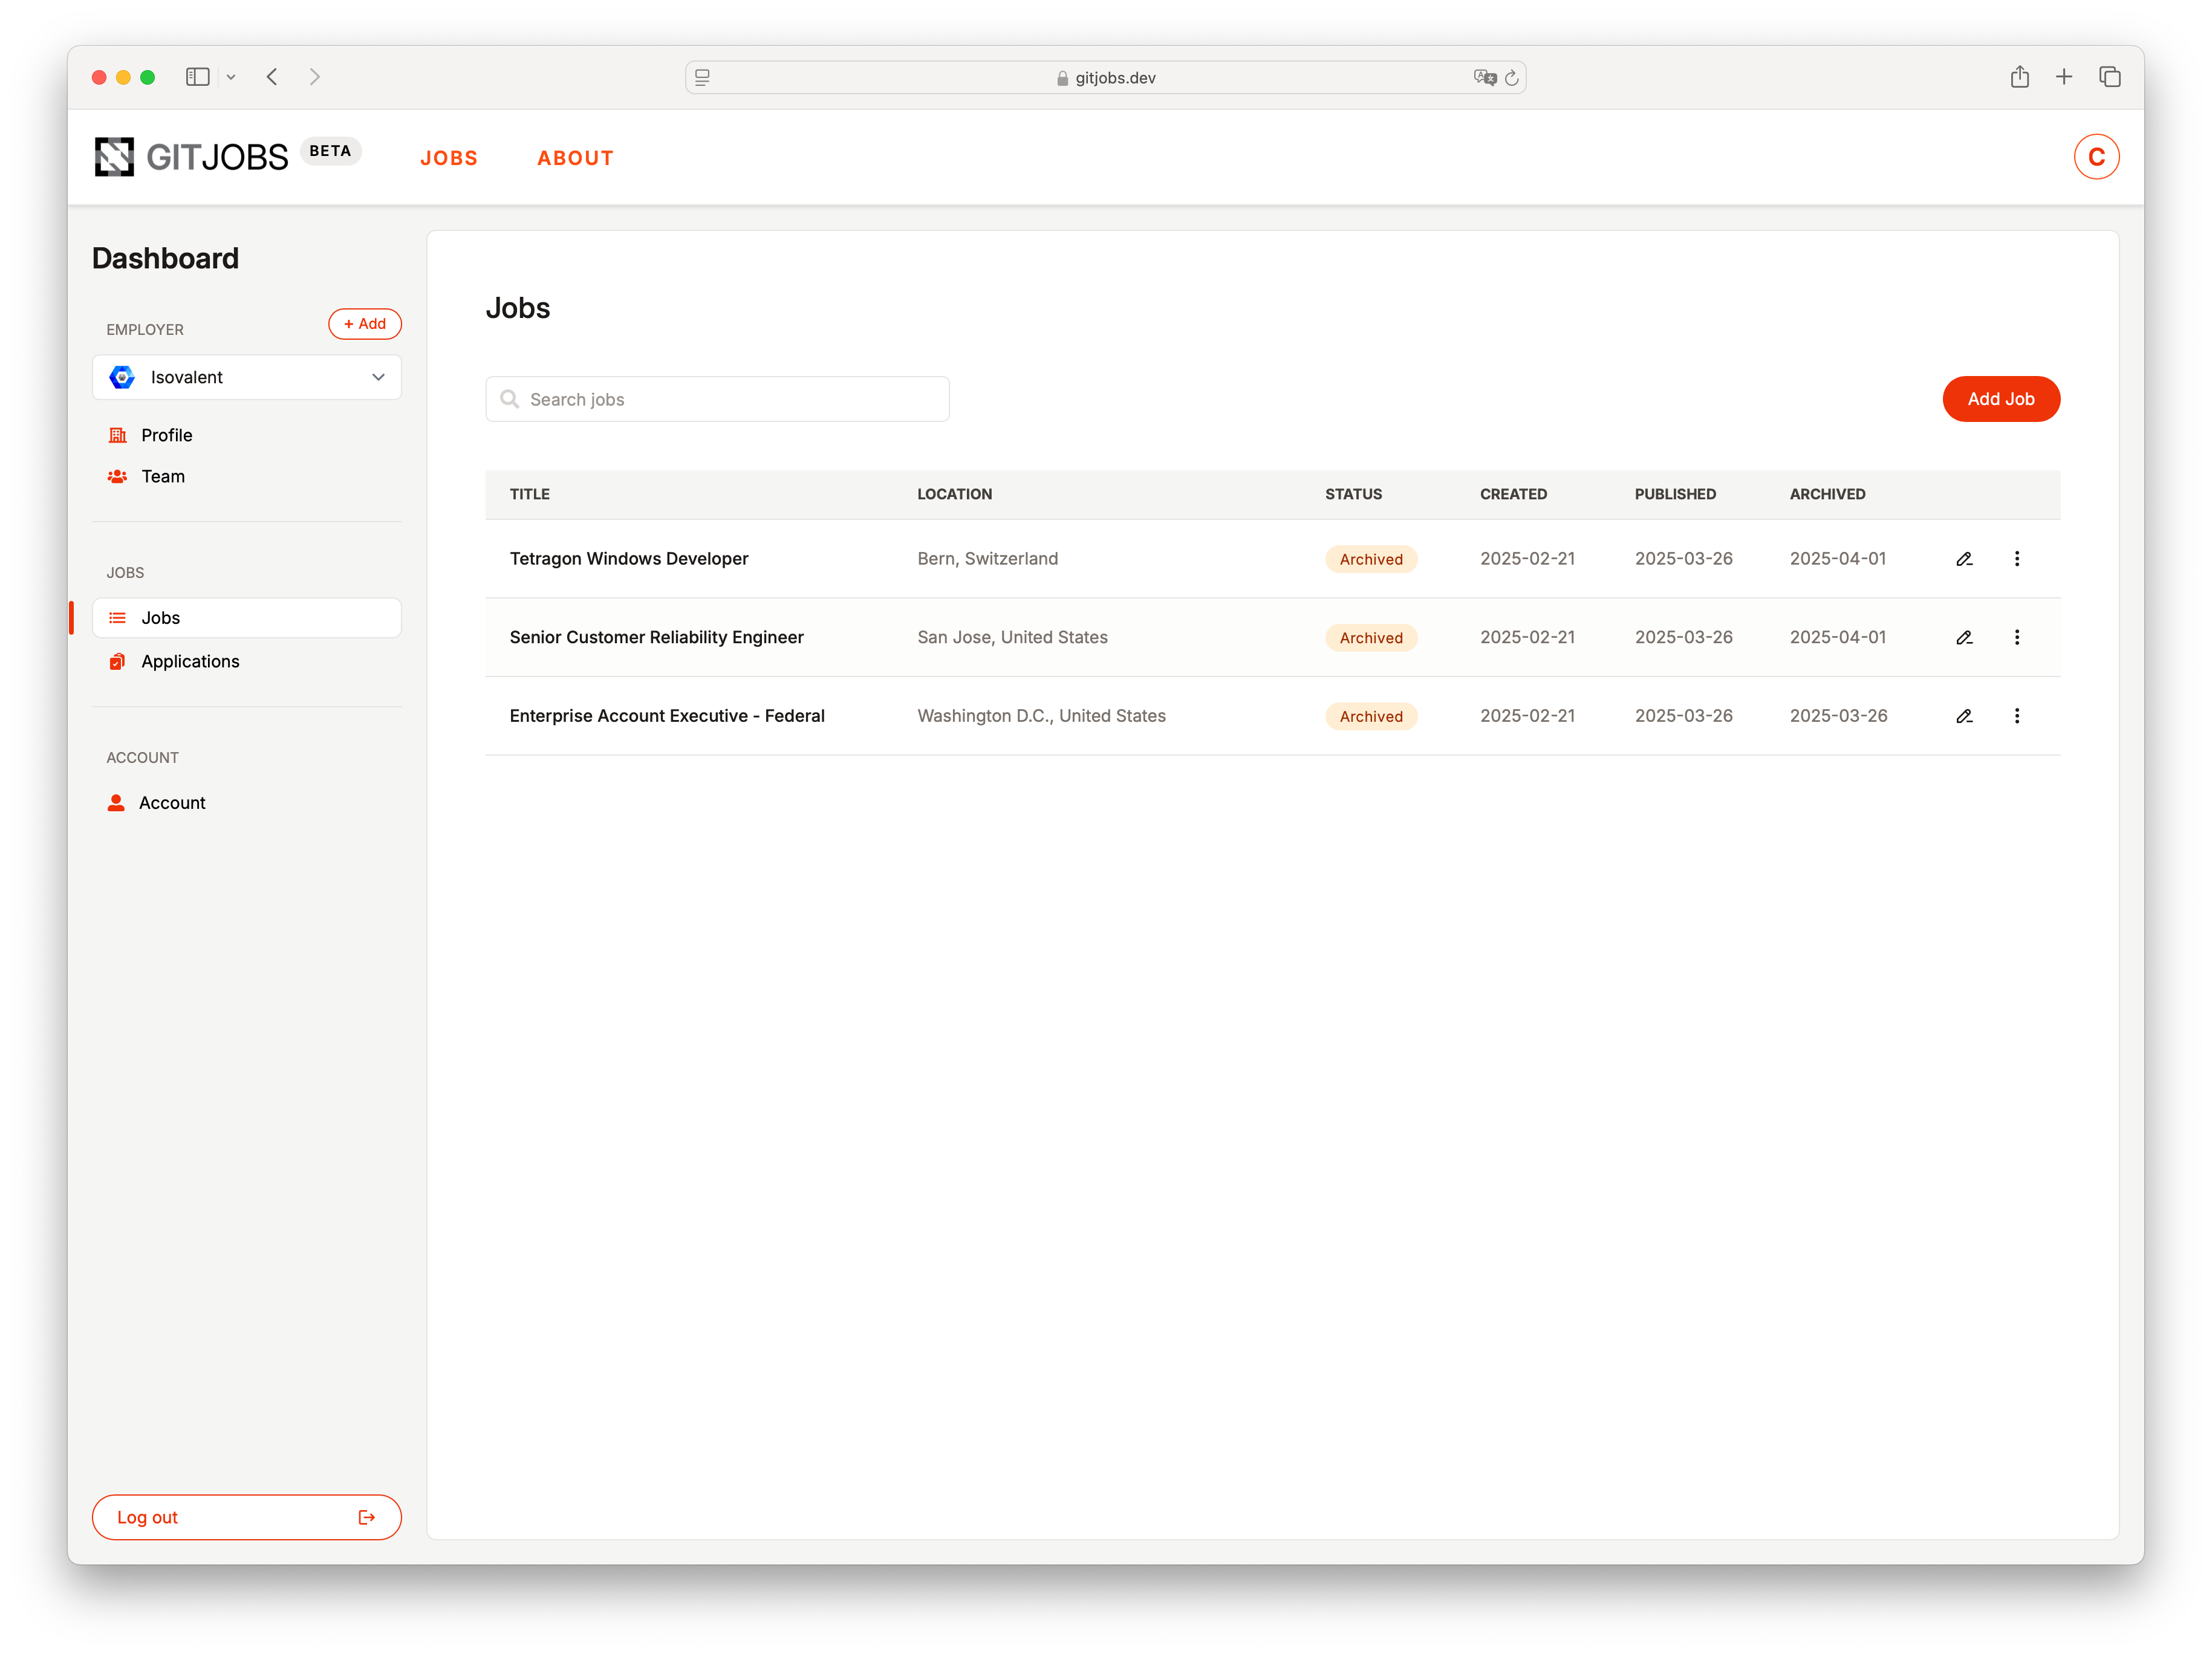 gitjobs.dev
GITJOBS BETA JOBS ABOUT C
Dashboard
EMPLOYER + Add
Isovalent
Profile
Team
JOBS
Jobs
Applications
ACCOUNT
Account
Log out
Jobs
Search jobs Add Job
TITLE LOCATION STATUS CREATED PUBLISHED ARCHIVED
Tetragon Windows Developer Bern, Switzerland Archived 2025-02-21 2025-03-26 2025-04-01
Senior Customer Reliability Engineer San Jose, United States Archived 2025-02-21 2025-03-26 2025-04-01
Enterprise Account Executive - Federal Washington D.C., United States Archived 2025-02-21 2025-03-26 2025-03-26